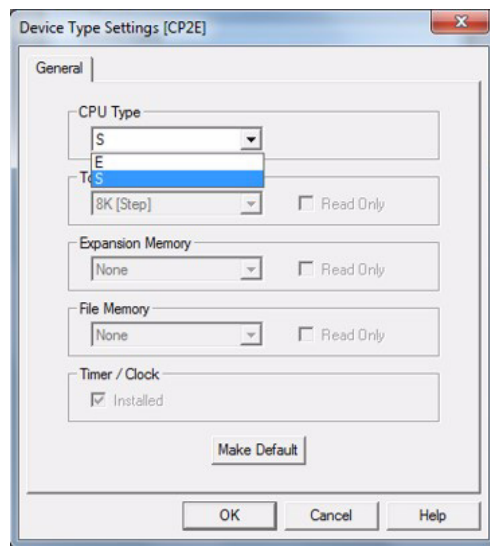 Device Type Settings [CP2E]
General
CPU Type
S
E
S
8K [Step]
Read Only
Expansion Memory
None
Read Only
File Memory
None
Read Only
Timer / Clock
Installed
Make Default
OK
Cancel
Help